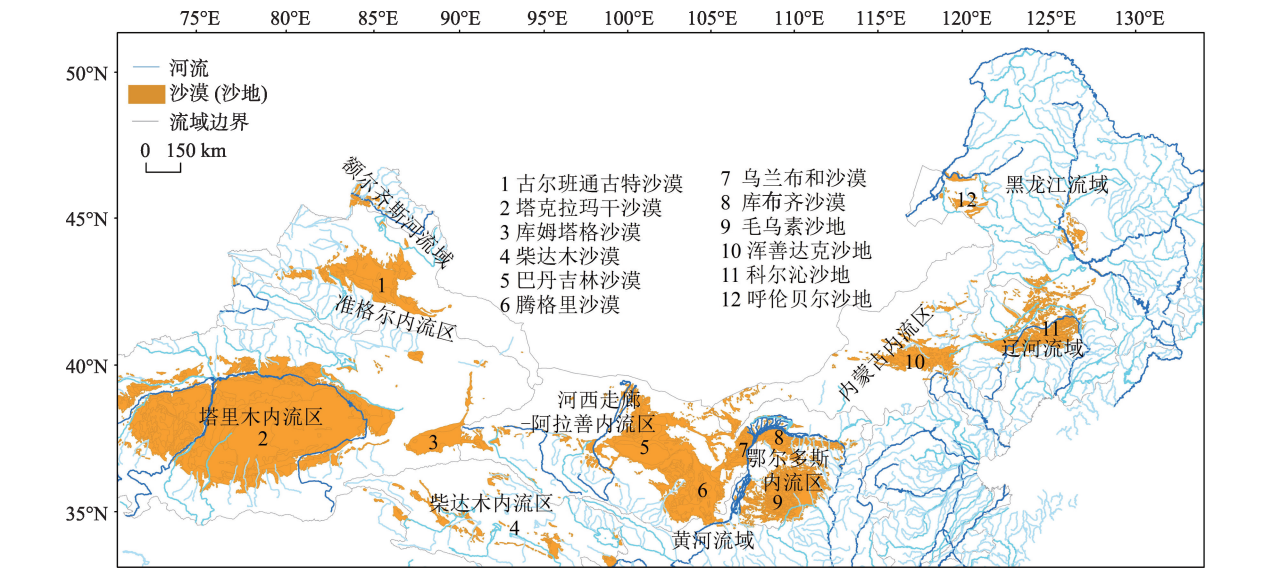 75°E 80°E 85°E 90°E 95°E 100°E 105°E 110°E 115°E 120°E 125°E 130°E
50°N
45°N
40°N
35°N
河流
沙漠 (沙地)
流域边界
0 150 km
1 古尔班通古特沙漠
2 塔克拉玛干沙漠
3 库姆塔格沙漠
4 柴达木沙漠
5 巴丹吉林沙漠
6 腾格里沙漠
7 乌兰布和沙漠
8 库布齐沙漠
9 毛乌素沙地
10 浑善达克沙地
11 科尔沁沙地
12 呼伦贝尔沙地
额尔齐斯河流域
1
准格尔内流区
塔里木内流区
2
3
柴达木内流区
4
河西走廊
-阿拉善内流区
5
6
7
8
鄂尔多斯
内流区
9
黄河流域
内蒙古内流区
10
11
辽河流域
12
黑龙江流域